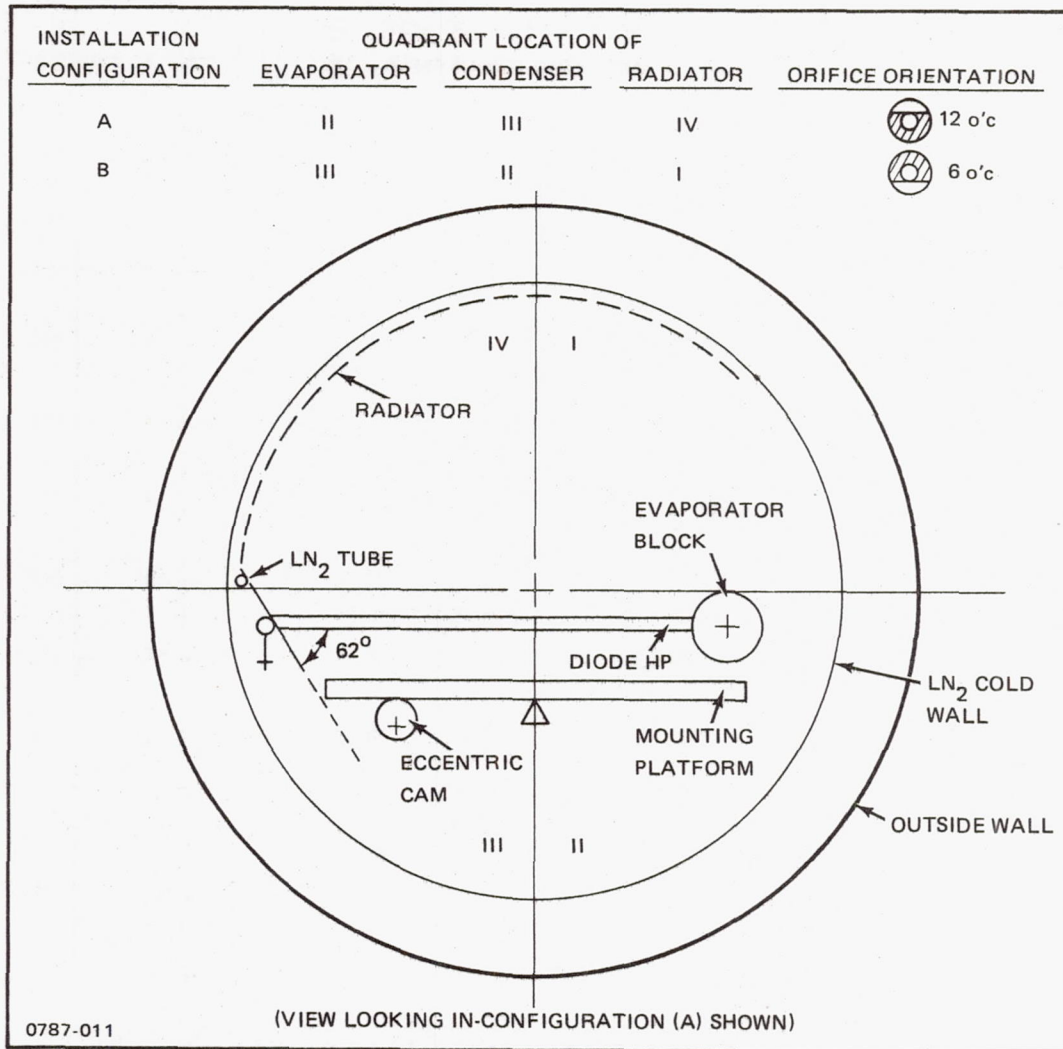 INSTALLATION CONFIGURATION
QUADRANT LOCATION OF
EVAPORATOR CONDENSER RADIATOR ORIFICE ORIENTATION
A II III IV 12 o'c
B III II I 6 o'c
IV I
RADIATOR
EVAPORATOR
BLOCK
LN₂ TUBE
62°
DIODE HP
LN₂ COLD
WALL
MOUNTING
PLATFORM
ECCENTRIC
CAM
OUTSIDE WALL
III II
(VIEW LOOKING IN-CONFIGURATION (A) SHOWN)
0787-011